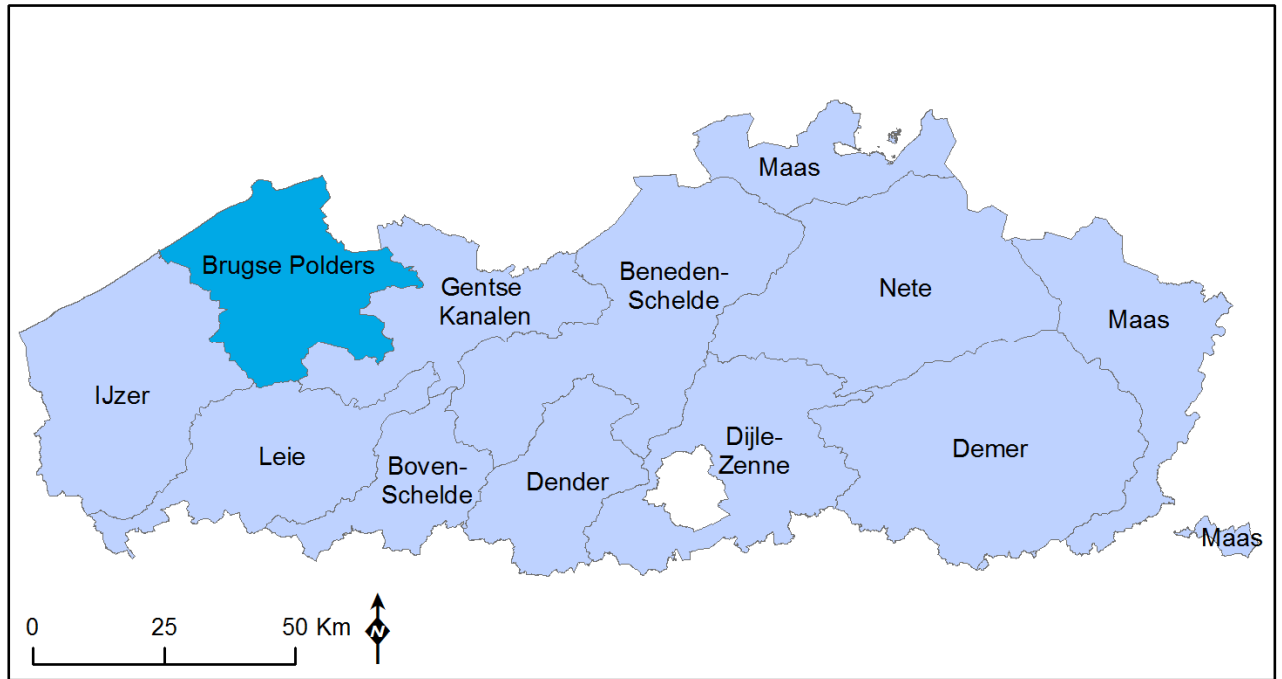 Maas
Brugse Polders
Gentse
Kanalen
Beneden-
Schelde
Nete
Maas
IJzer
Leie
Boven-
Schelde
Dender
Dijle-
Zenne
Demer
Maas
0 25 50 Km
N